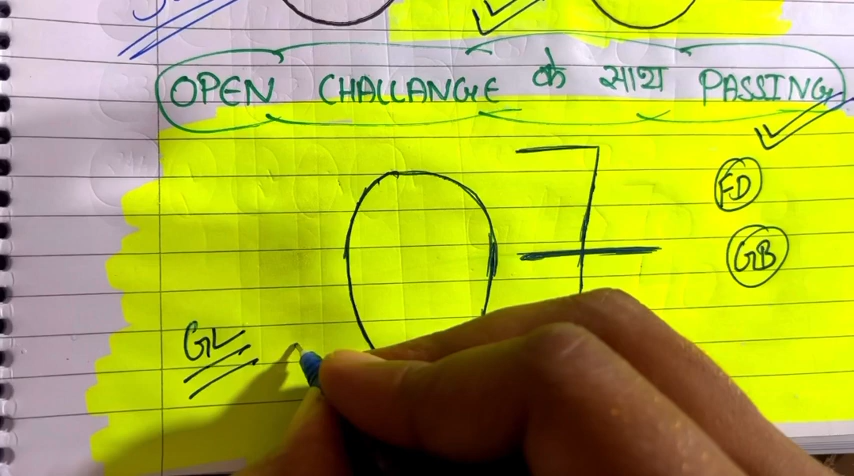 OPEN CHALLANGE के साथ PASSING
07
FD
GB
GL